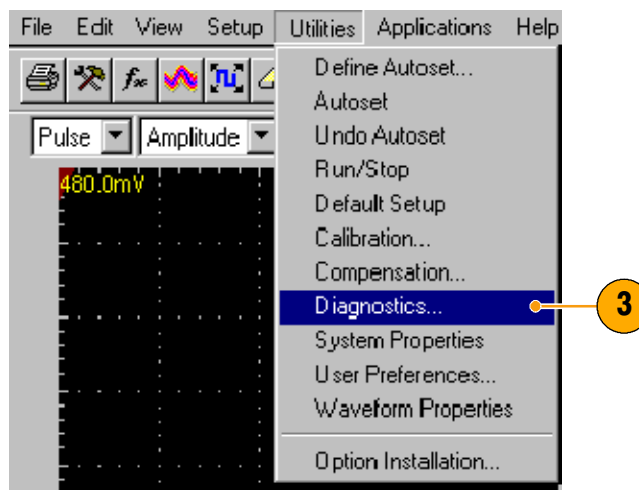 File Edit View Setup Utilities Applications Help
Define Autoset...
Autoset
Undo Autoset
Run/Stop
Default Setup
Calibration...
Compensation...
Diagnostics...
System Properties
User Preferences...
Waveform Properties
Option Installation...
Pulse Amplitude
480.0mV
3